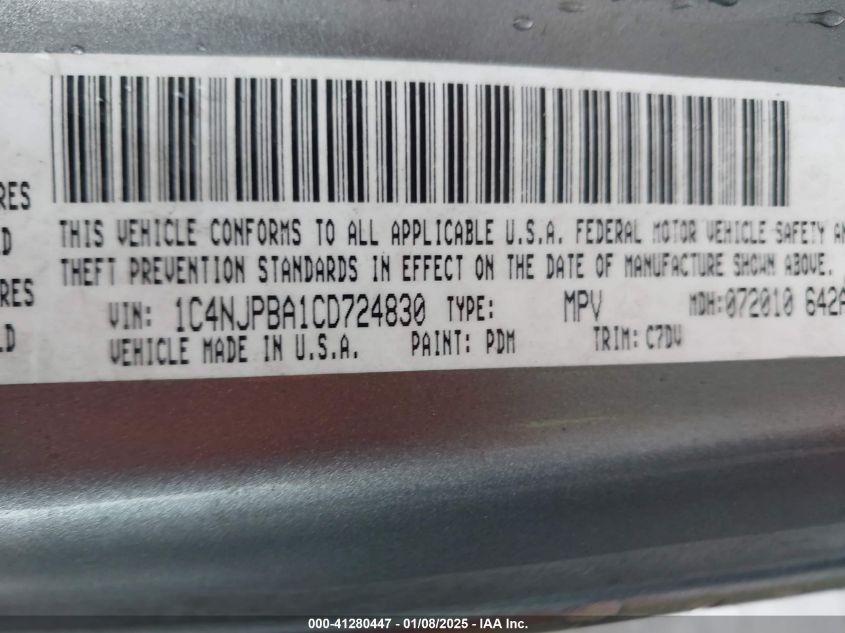 RES
D
RES
LD
THIS VEHICLE CONFORMS TO ALL APPLICABLE U.S.A. FEDERAL MOTOR VEHICLE SAFETY AN
THEFT PREVENTION STANDARDS IN EFFECT ON THE DATE OF MANUFACTURE SHOWN ABOVE.
VIN: 1C4NJPBA1CD724830 TYPE: MPV MDH:072010 642A
VEHICLE MADE IN U.S.A. PAINT: PDM TRIM: C7DV
000-41280447 - 01/08/2025 - IAA Inc.